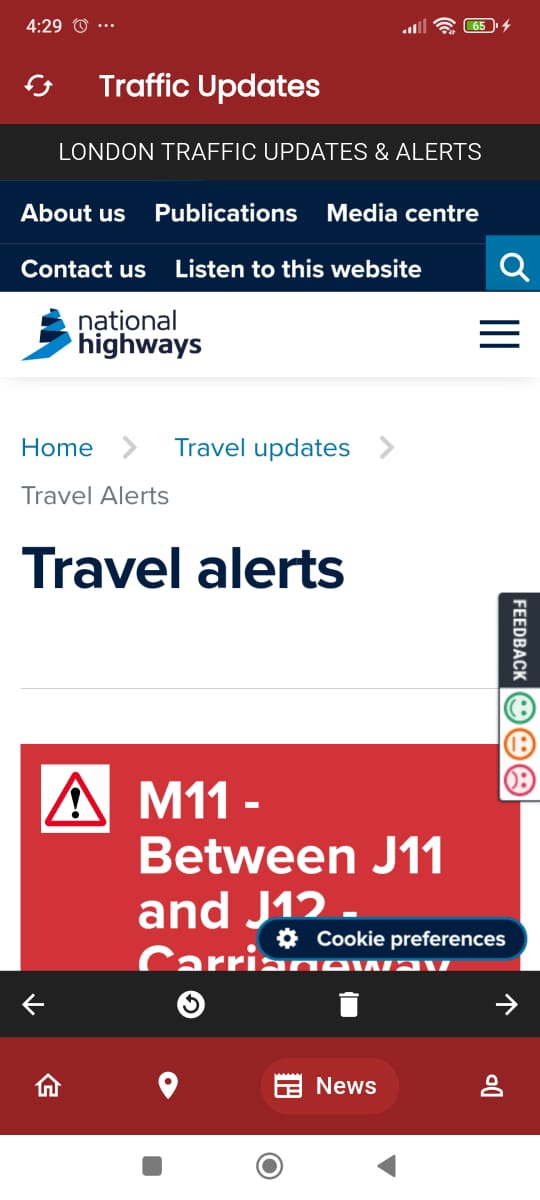 4:29
65
Traffic Updates
LONDON TRAFFIC UPDATES & ALERTS
About us Publications Media centre
Contact us Listen to this website
national
highways
Home Travel updates
Travel Alerts
Travel alerts
FEEDBACK
M11 -
Between J11
and J12 -
Carriageway
Cookie preferences
News